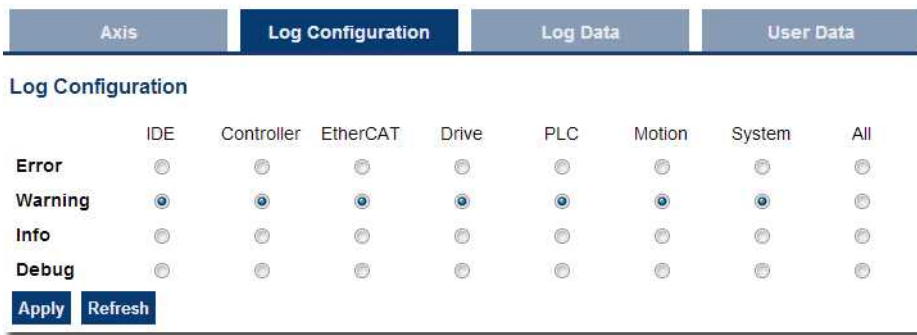 Axis Log Configuration Log Data User Data
Log Configuration
IDE Controller EtherCAT Drive PLC Motion System All
Error
Warning
Info
Debug
Apply Refresh